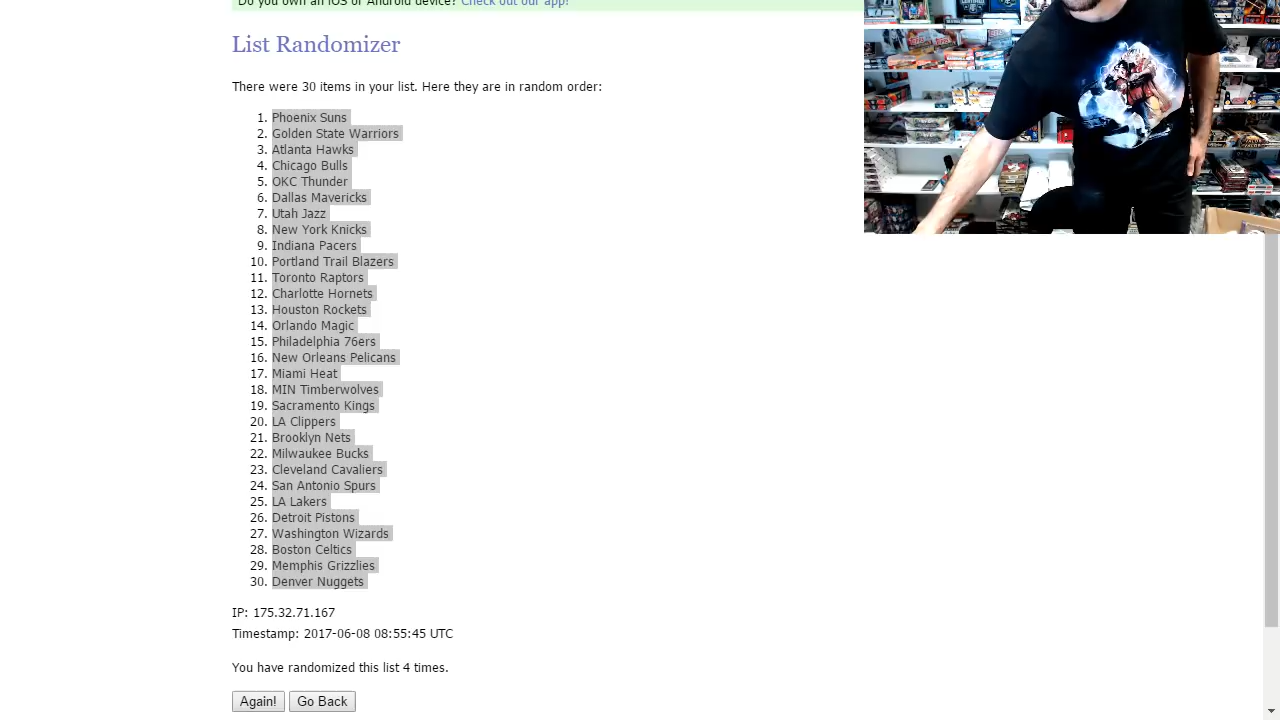 Do you own an iOS or Android device? Check out our app!
List Randomizer
There were 30 items in your list. Here they are in random order:
1. Phoenix Suns
2. Golden State Warriors
3. Atlanta Hawks
4. Chicago Bulls
5. OKC Thunder
6. Dallas Mavericks
7. Utah Jazz
8. New York Knicks
9. Indiana Pacers
10. Portland Trail Blazers
11. Toronto Raptors
12. Charlotte Hornets
13. Houston Rockets
14. Orlando Magic
15. Philadelphia 76ers
16. New Orleans Pelicans
17. Miami Heat
18. MIN Timberwolves
19. Sacramento Kings
20. LA Clippers
21. Brooklyn Nets
22. Milwaukee Bucks
23. Cleveland Cavaliers
24. San Antonio Spurs
25. LA Lakers
26. Detroit Pistons
27. Washington Wizards
28. Boston Celtics
29. Memphis Grizzlies
30. Denver Nuggets
IP: 175.32.71.167
Timestamp: 2017-06-08 08:55:45 UTC
You have randomized this list 4 times.
Again! Go Back